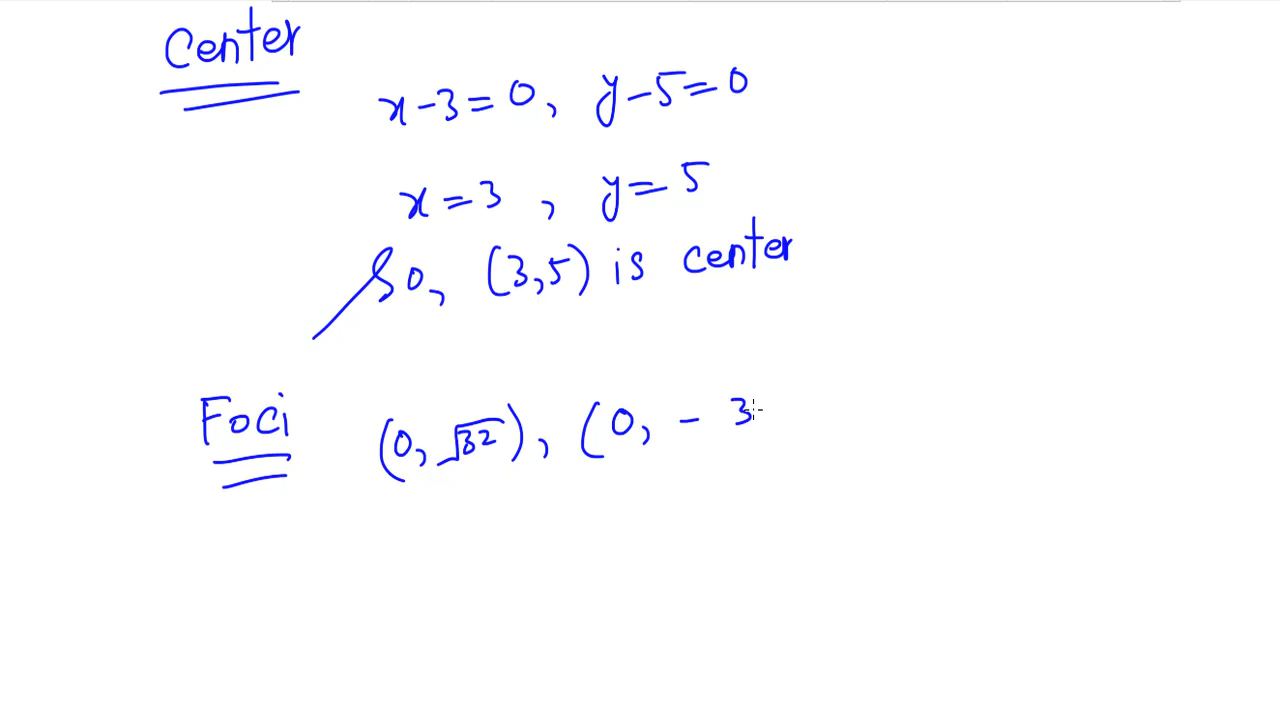 Center
x-3=0, y-5=0
x=3, y=5
So, (3,5) is center
Foci (0, √32), (0, - 3